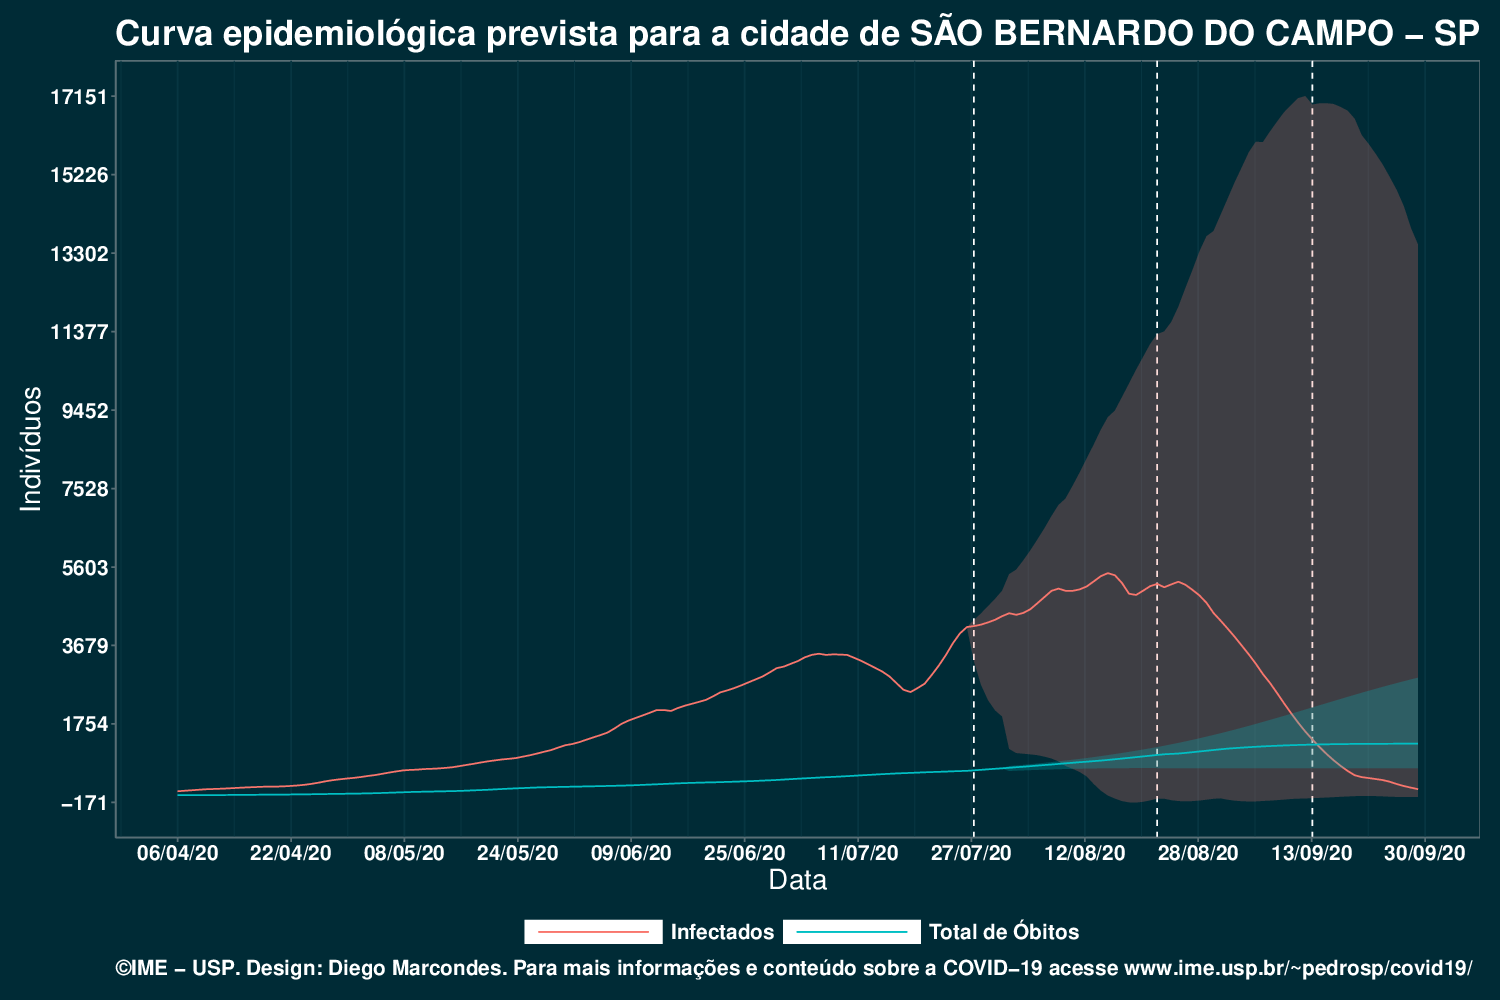 Curva epidemiológica prevista para a cidade de SÃO BERNARDO DO CAMPO − SP
17151
15226
13302
11377
9452
7528
5603
3679
1754
−171
Indivíduos
06/04/20 22/04/20 08/05/20 24/05/20 09/06/20 25/06/20 11/07/20 27/07/20 12/08/20 28/08/20 13/09/20 30/09/20
Data
Infectados Total de Óbitos
©IME − USP. Design: Diego Marcondes. Para mais informações e conteúdo sobre a COVID−19 acesse www.ime.usp.br/~pedrosp/covid19/